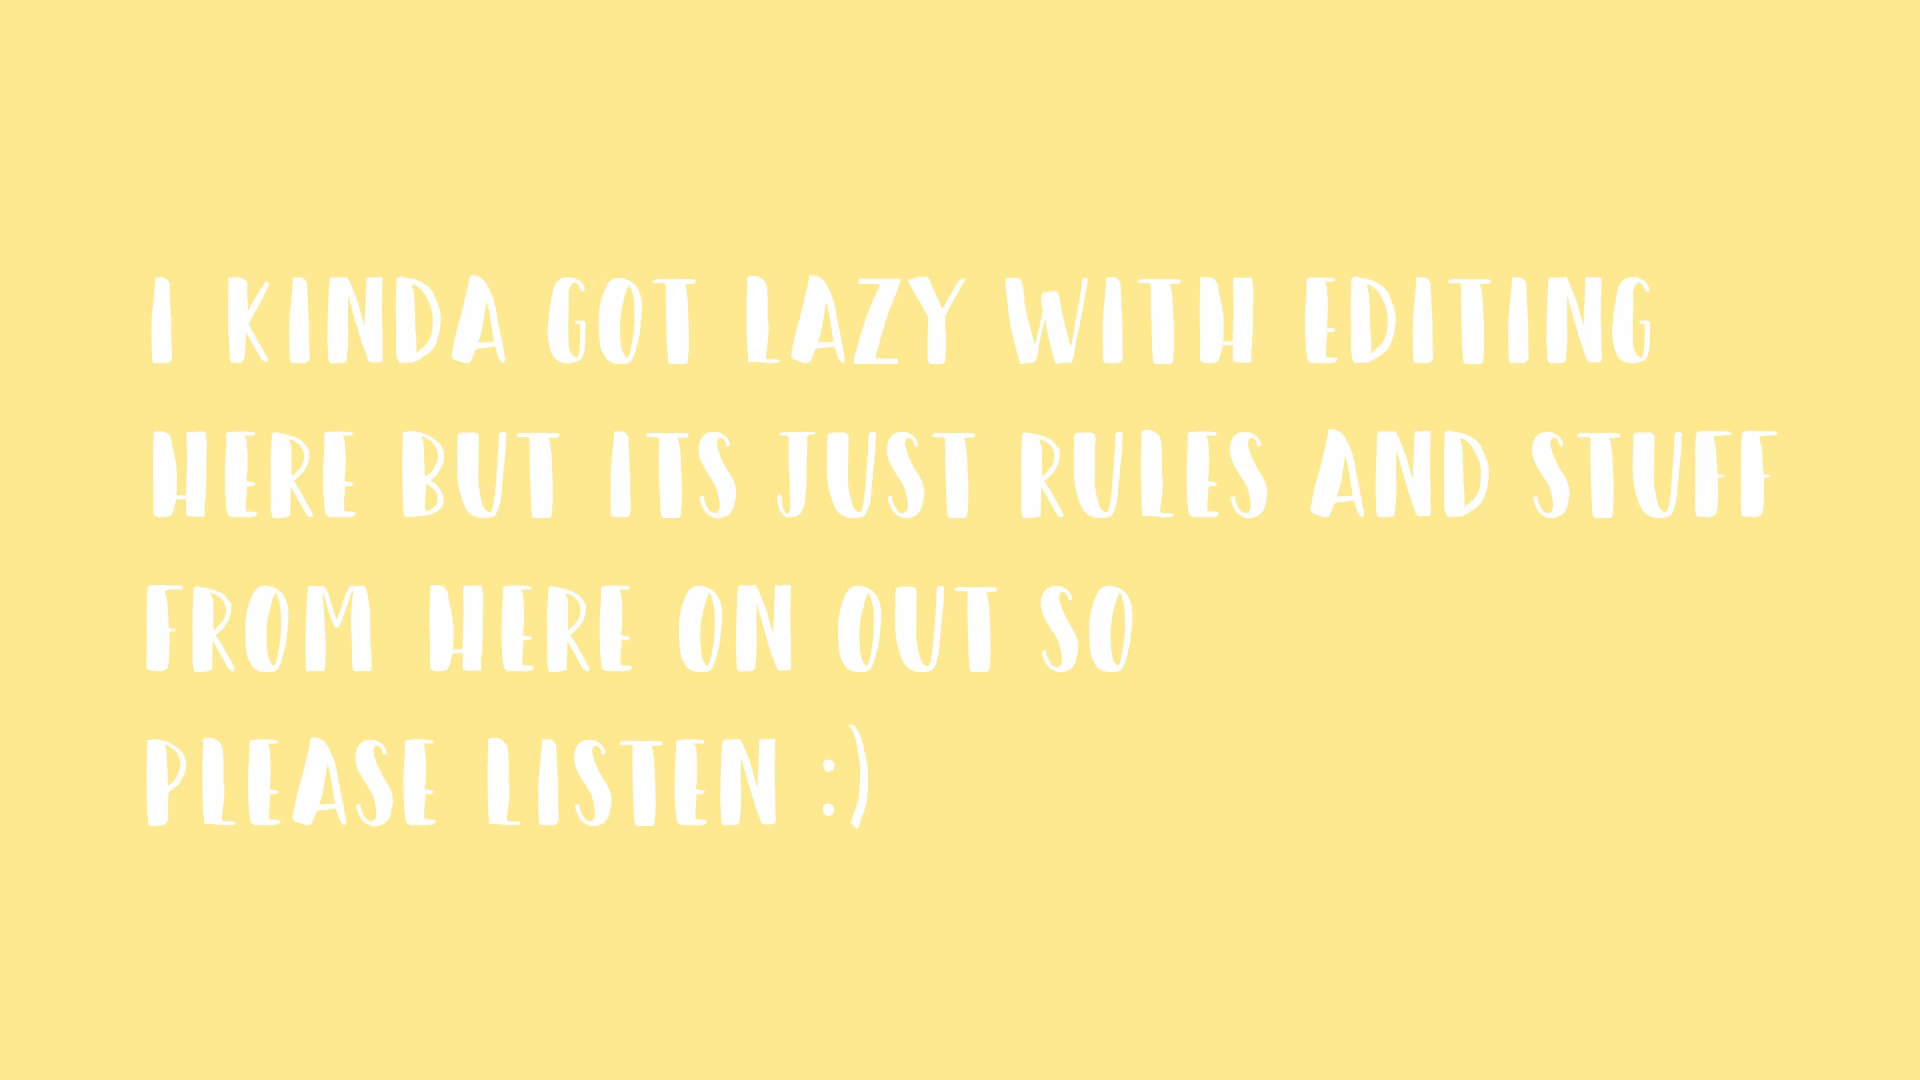 I KINDA GOT LAZY WITH EDITING
HERE BUT ITS JUST RULES AND STUFF
FROM HERE ON OUT SO
PLEASE LISTEN :)